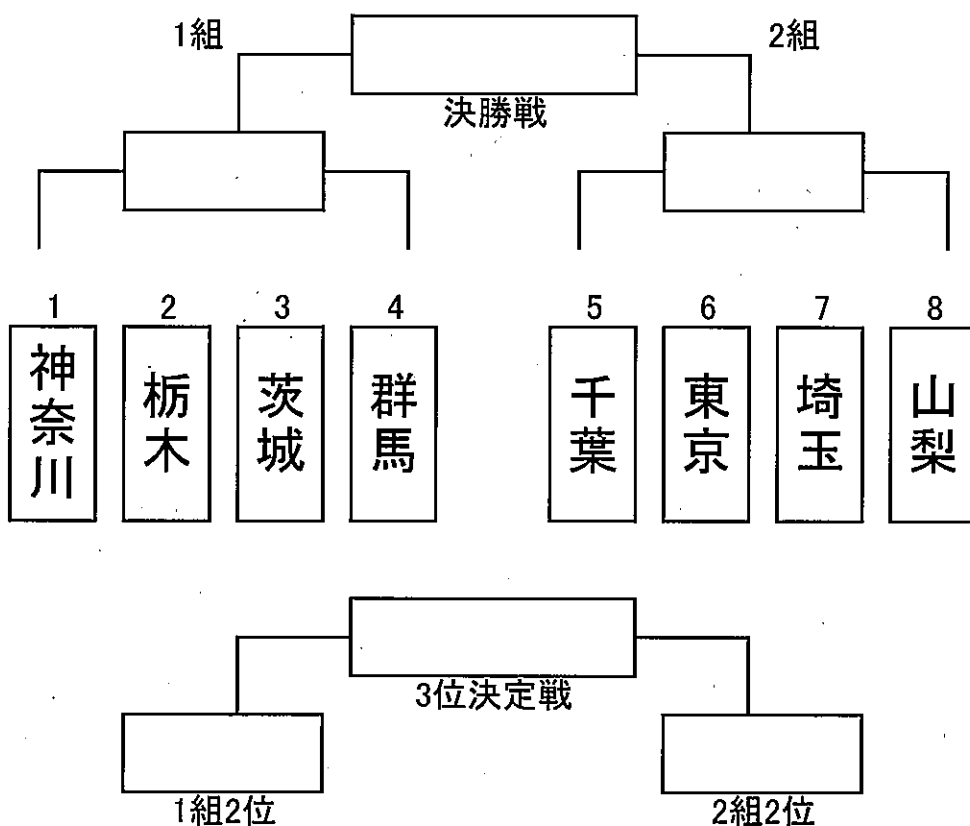 1組
2組
決勝戦
1 2 3 4 5 6 7 8
神奈川
栃木
茨城
群馬
千葉
東京
埼玉
山梨
3位決定戦
1組2位
2組2位